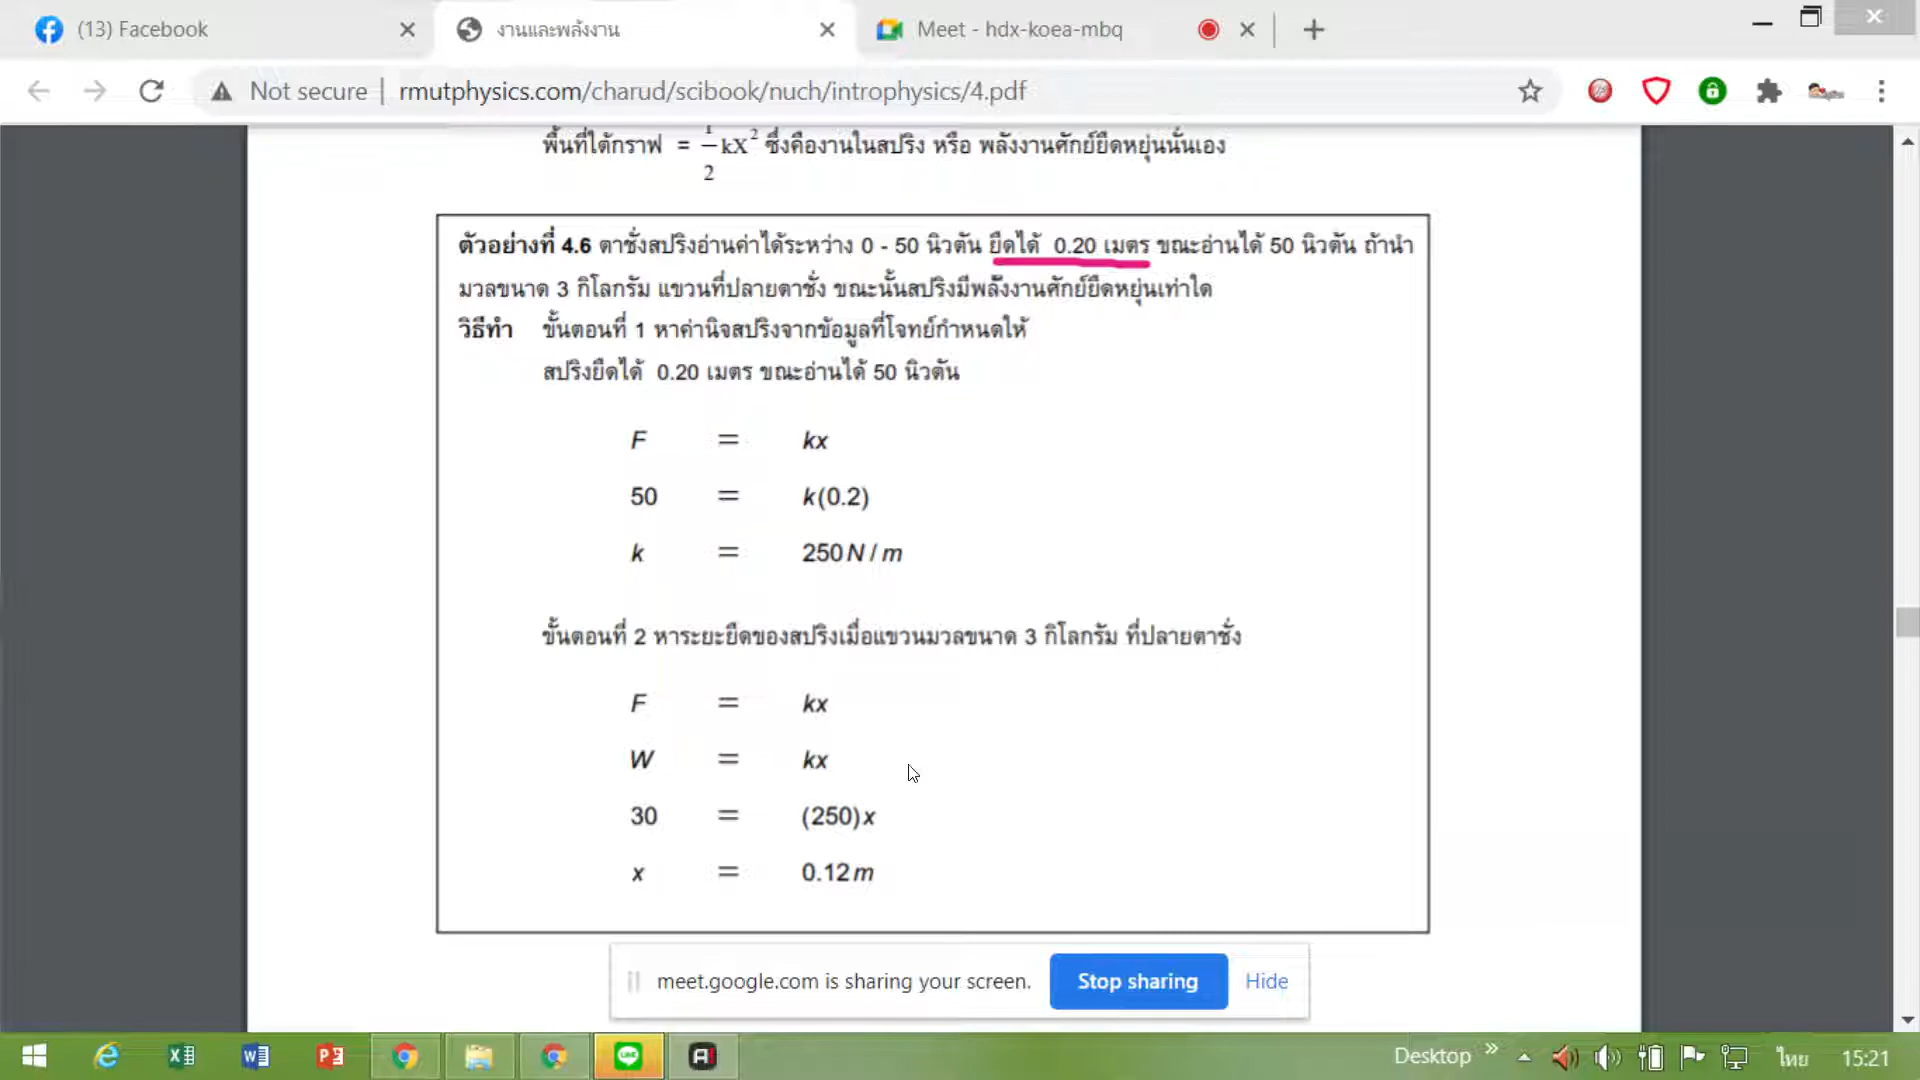 (13) Facebook
งานและพลังงาน
Meet - hdx-koea-mbq
Not secure | rmutphysics.com/charud/scibook/nuch/introphysics/4.pdf
พื้นที่ใต้กราฟ = 1/2 kX² ซึ่งคืองานในสปริง หรือ พลังงานศักย์ยืดหยุ่นนั่นเอง
ตัวอย่างที่ 4.6 ตาชั่งสปริงอ่านค่าได้ระหว่าง 0 - 50 นิวตัน ยืดได้ 0.20 เมตร ขณะอ่านได้ 50 นิวตัน ถ้านำ
มวลขนาด 3 กิโลกรัม แขวนที่ปลายตาชั่ง ขณะนั้นสปริงมีพลังงานศักย์ยืดหยุ่นเท่าใด
วิธีทำ ขั้นตอนที่ 1 หาค่านิจสปริงจากข้อมูลที่โจทย์กำหนดให้
สปริงยืดได้ 0.20 เมตร ขณะอ่านได้ 50 นิวตัน
F = kx
50 = k(0.2)
k = 250 N / m
ขั้นตอนที่ 2 หาระยะยืดของสปริงเมื่อแขวนมวลขนาด 3 กิโลกรัม ที่ปลายตาชั่ง
F = kx
W = kx
30 = (250)x
x = 0.12 m
meet.google.com is sharing your screen. Stop sharing Hide
Desktop » ไทย 15:21